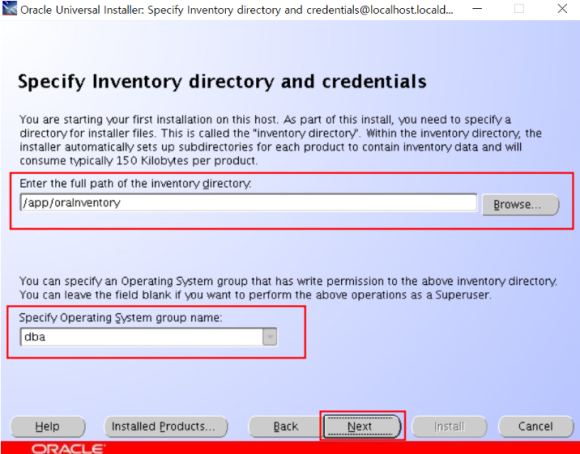 Oracle Universal Installer: Specify Inventory directory and credentials@localhost.locald...
Specify Inventory directory and credentials
You are starting your first installation on this host. As part of this install, you need to specify a
directory for installer files. This is called the "inventory directory". Within the inventory directory, the
installer automatically sets up subdirectories for each product to contain inventory data and will
consume typically 150 Kilobytes per product.
Enter the full path of the inventory directory:
/app/oraInventory
Browse...
You can specify an Operating System group that has write permission to the above inventory directory.
You can leave the field blank if you want to perform the above operations as a Superuser.
Specify Operating System group name:
dba
Help Installed Products... Back Next Install Cancel
ORACLE